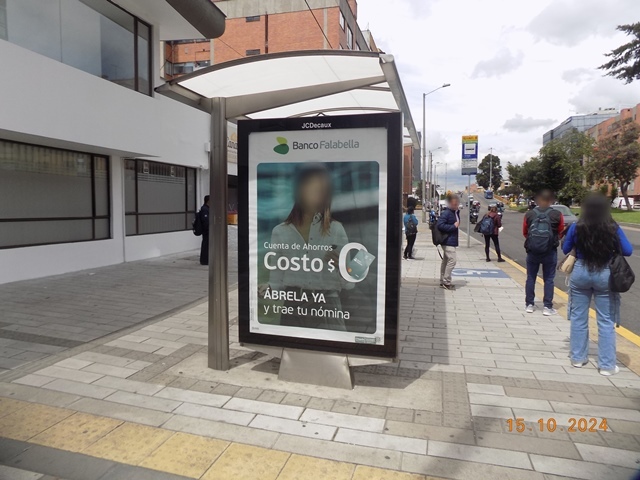 JCDecaux
Banco Falabella
Cuenta de Ahorros
Costo $0
ÁBRELA YA
y trae tu nómina
15.10.2024